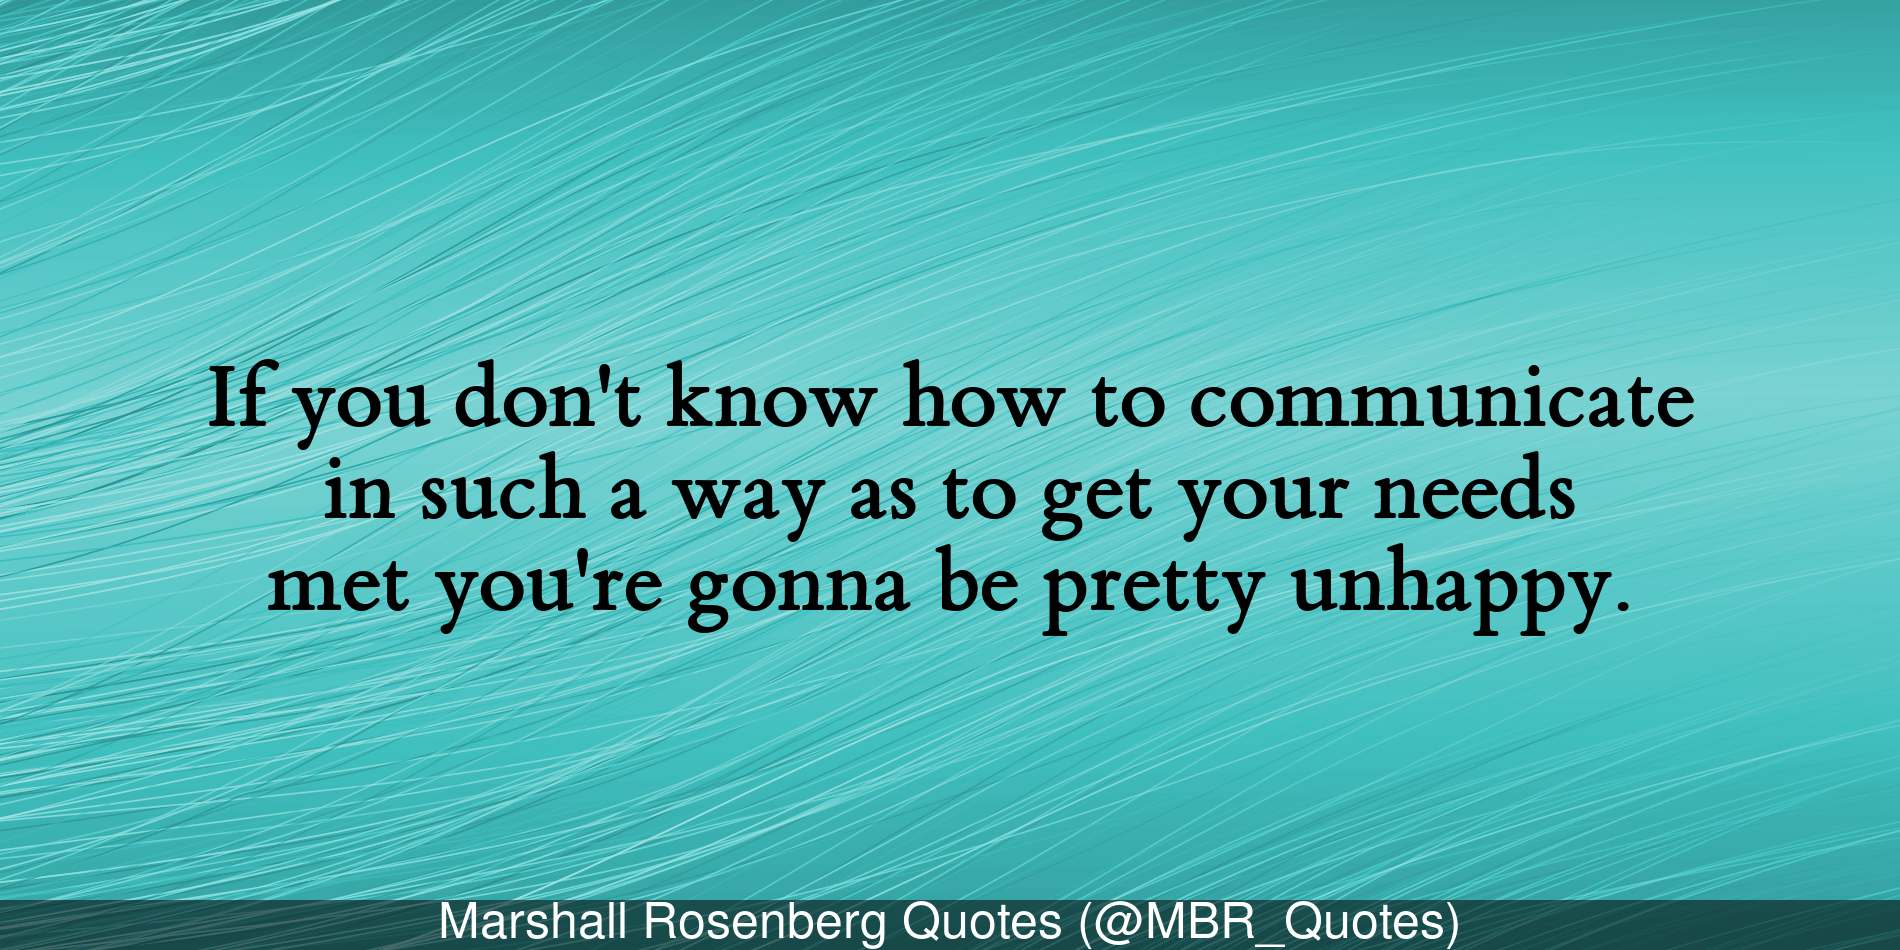 If you don't know how to communicate
in such a way as to get your needs
met you're gonna be pretty unhappy.
Marshall Rosenberg Quotes (@MBR_Quotes)